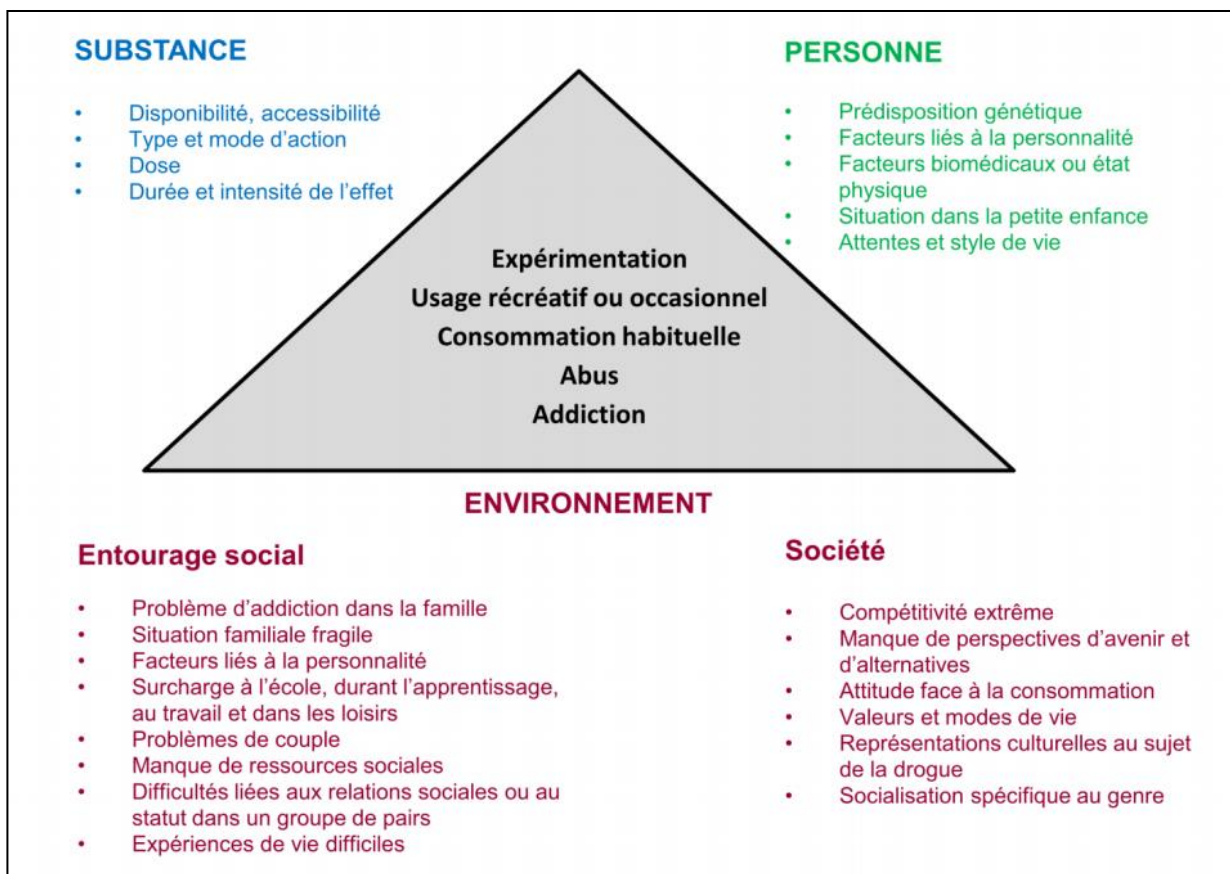 SUBSTANCE
• Disponibilité, accessibilité
• Type et mode d'action
• Dose
• Durée et intensité de l'effet
PERSONNE
• Prédisposition génétique
• Facteurs liés à la personnalité
• Facteurs biomédicaux ou état
physique
• Situation dans la petite enfance
• Attentes et style de vie
Expérimentation
Usage récréatif ou occasionnel
Consommation habituelle
Abus
Addiction
ENVIRONNEMENT
Entourage social
• Problème d'addiction dans la famille
• Situation familiale fragile
• Facteurs liés à la personnalité
• Surcharge à l'école, durant l'apprentissage,
au travail et dans les loisirs
• Problèmes de couple
• Manque de ressources sociales
• Difficultés liées aux relations sociales ou au
statut dans un groupe de pairs
• Expériences de vie difficiles
Société
• Compétitivité extrême
• Manque de perspectives d'avenir et
d'alternatives
• Attitude face à la consommation
• Valeurs et modes de vie
• Représentations culturelles au sujet
de la drogue
• Socialisation spécifique au genre